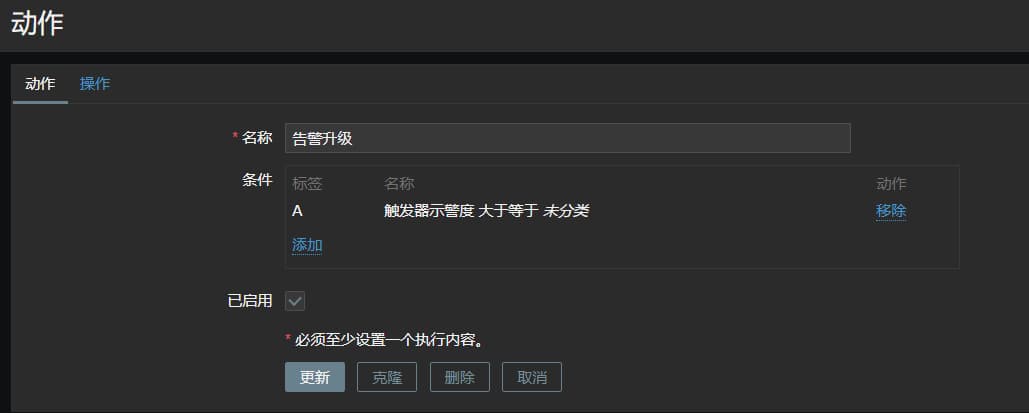 动作
动作 操作
* 名称 告警升级
条件 标签 名称 动作
A 触发器示警度 大于等于 未分类 移除
添加
已启用
* 必须至少设置一个执行内容。
更新 克隆 删除 取消